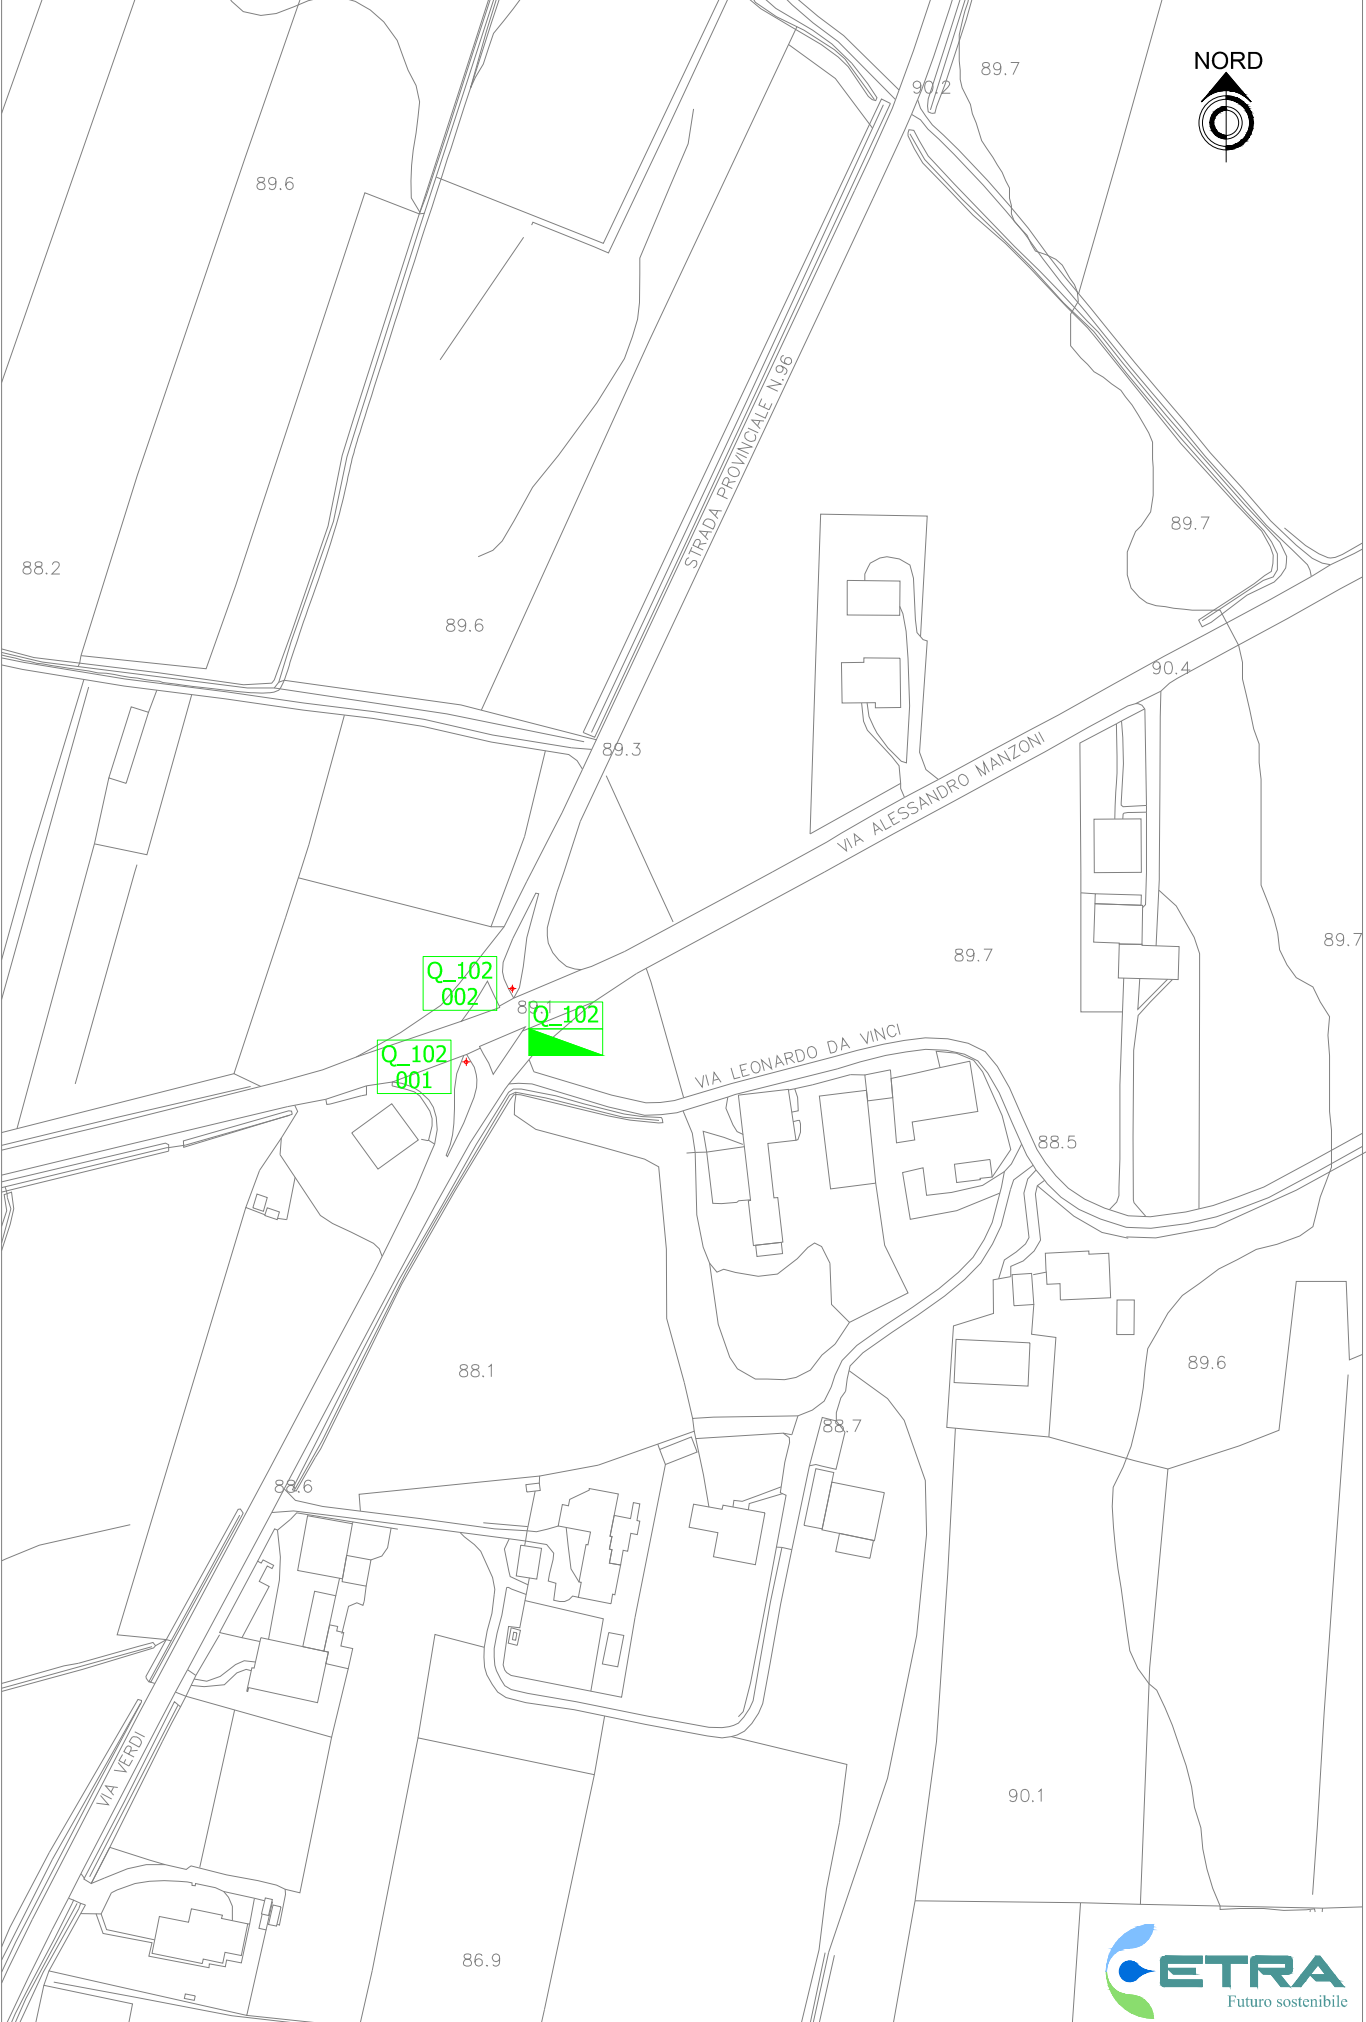 NORD
89.7
90.2
89.6
STRADA PROVINCIALE N.96
89.7
88.2
89.6
90.4
89.3
VIA ALESSANDRO MANZONI
89.7
89.7
Q_102
002
89.1
Q_102
Q_102
001
VIA LEONARDO DA VINCI
88.5
88.1
89.6
88.7
88.6
VIA VERDI
90.1
86.9
ETRA
Futuro sostenibile